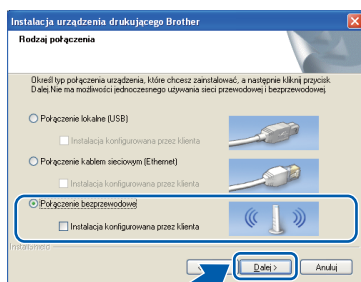 Instalacja urządzenia drukującego Brother
Rodzaj połączenia
Określ typ połączenia urządzenia, które chcesz zainstalować, a następnie kliknij przycisk
Dalej.Nie ma możliwości jednoczesnego używania sieci przewodowej i bezprzewodowej.
Połączenie lokalne (USB)
Instalacja konfigurowana przez klienta
Połączenie kablem sieciowym (Ethernet)
Instalacja konfigurowana przez klienta
Połączenie bezprzewodowe
Instalacja konfigurowana przez klienta
InstallShield
< Dalej > Anuluj